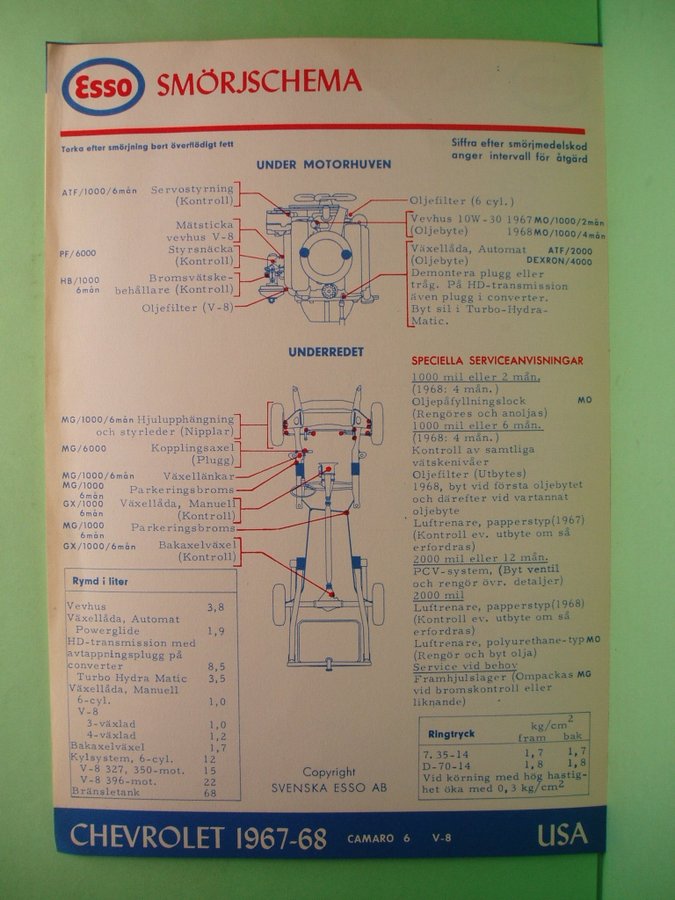 Esso SMÖRJSCHEMA
Torka efter smörjning bort överflödigt fett
Siffra efter smörjmedelskod
anger intervall för åtgärd
UNDER MOTORHUVEN
ATF/1000/6mån Servostyrning
(Kontroll)
Mätsticka
vevhus V-8
PF/6000 Styrsnäcka
(Kontroll)
HB/1000
6mån
Bromsvätske-
behållare (Kontroll)
Oljefilter (V-8)
Oljefilter (6 cyl.)
Vevhus 10W-30 1967 MO/1000/2mån
(Oljebyte) 1968 MO/1000/4mån
Växellåda, Automat ATF/2000
(Oljebyte) DEXRON/4000
Demontera plugg eller
tråg. På HD-transmission
även plugg i converter.
Byt sil i Turbo-Hydra-
Matic.
UNDERREDET
MG/1000/6mån Hjulupphängning
och styrleder (Nipplar)
MG/6000 Kopplingsaxel
(Plugg)
MG/1000/6mån Växellänkar
MG/1000
6mån
Parkeringsbroms
GX/1000
6mån
Växellåda, Manuell
(Kontroll)
MG/1000
6mån
Parkeringsbroms
GX/1000/6mån Bakaxelväxel
(Kontroll)
Rymd i liter
Vevhus 3,8
Växellåda, Automat
Powerglide 1,9
HD-transmission med
avtappningsplugg på
converter 8,5
Turbo Hydra Matic 3,5
Växellåda, Manuell
6-cyl. 1,0
V-8
3-växlad 1,0
4-växlad 1,2
Bakaxelväxel 1,7
Kylsystem, 6-cyl. 12
V-8 327, 350-mot. 15
V-8 396-mot. 22
Bränsletank 68
SPECIELLA SERVICEANVISNINGAR
1000 mil eller 2 mån.
(1968: 4 mån.)
Oljepåfyllningslock MO
(Rengöres och anoljas)
1000 mil eller 6 mån.
(1968: 4 mån.)
Kontroll av samtliga
vätskenivåer
Oljefilter (Utbytes)
1968, byt vid första oljebytet
och därefter vid vartannat
oljebyte
Luftrenare, papperstyp(1967)
(Kontroll ev. utbyte om så
erfordras)
2000 mil eller 12 mån.
PCV-system, (Byt ventil
och rengör övr. detaljer)
2000 mil
Luftrenare, papperstyp(1968)
(Kontroll ev. utbyte om så
erfordras)
Luftrenare, polyurethane-typ MO
(Rengör och byt olja)
Service vid behov
Framhjulslager (Ompackas MG
vid bromskontroll eller
liknande)
Ringtryck kg/cm2
fram bak
7.35-14 1,7 1,7
D-70-14 1,8 1,8
Vid körning med hög hastig-
het öka med 0,3 kg/cm2
Copyright
SVENSKA ESSO AB
CHEVROLET 1967-68 CAMARO 6 V-8 USA